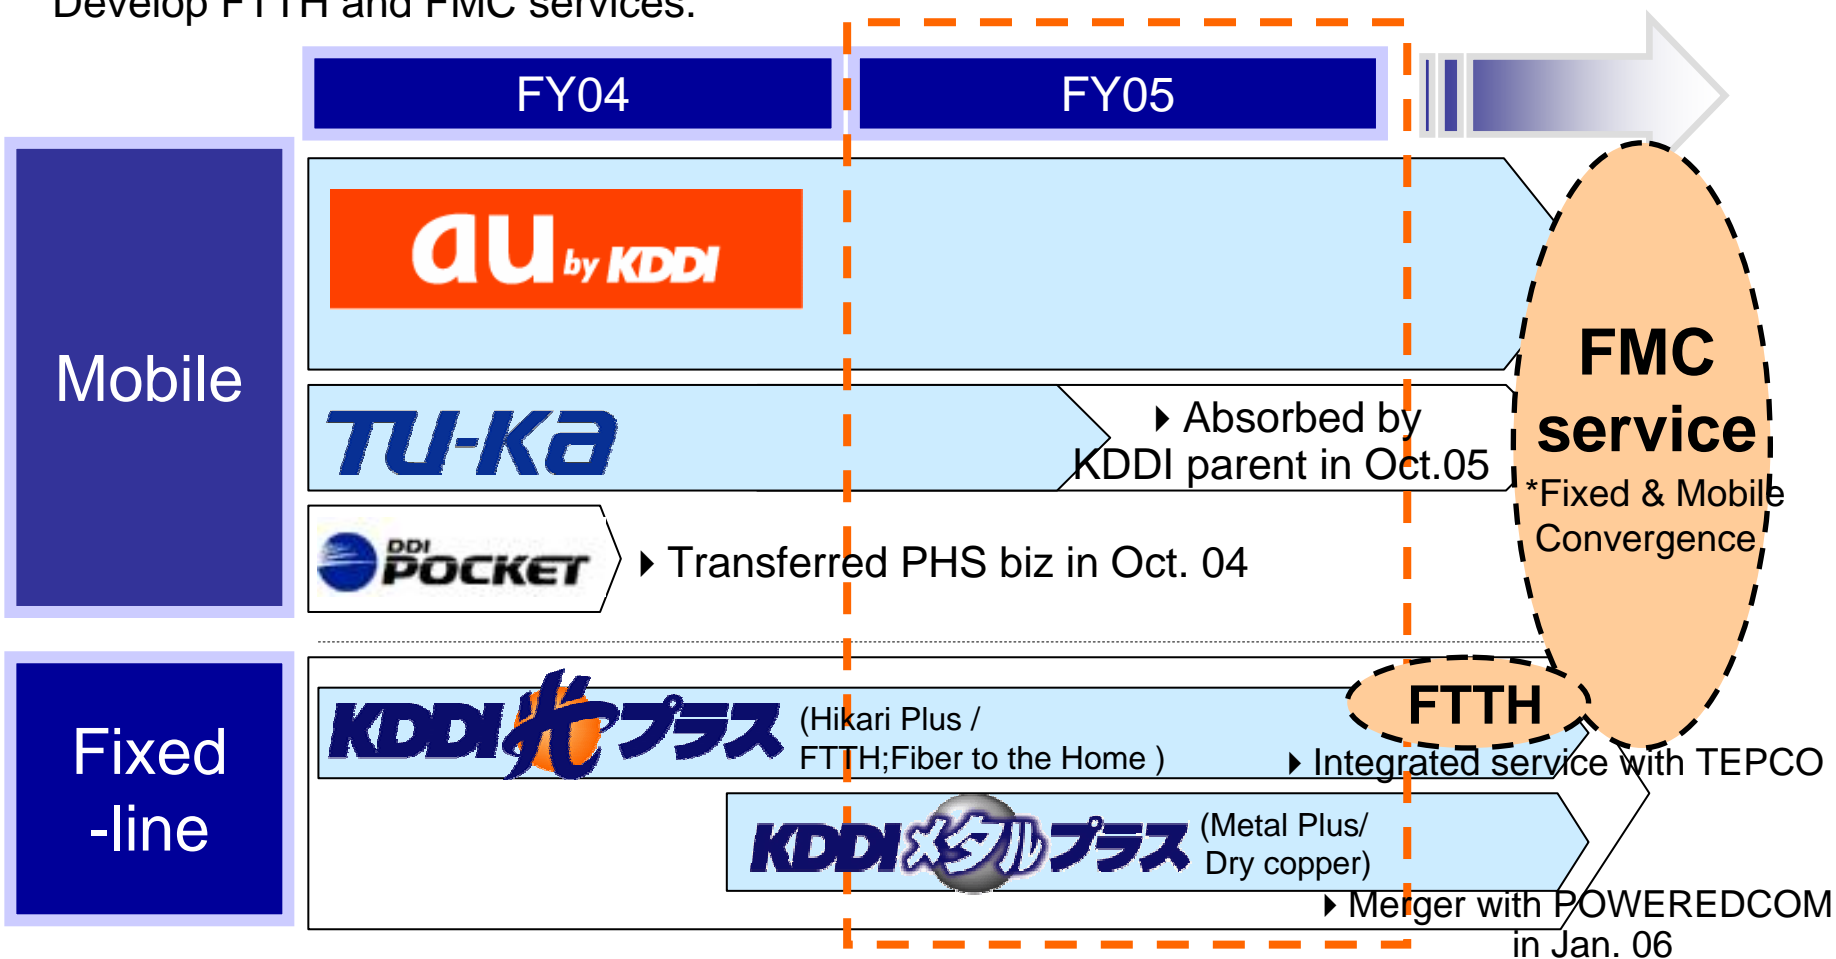 Develop FTTH and FMC services.
FY04
FY05
Mobile
au by KDDI
TU-Ka
▶ Absorbed by
KDDI parent in Oct.05
DDI
POCKET
▶ Transferred PHS biz in Oct. 04
FMC
service
*Fixed & Mobile
Convergence
Fixed
-line
KDDI光プラス
(Hikari Plus /
FTTH;Fiber to the Home )
FTTH
▶ Integrated service with TEPCO
KDDIメタルプラス
(Metal Plus/
Dry copper)
▶ Merger with POWEREDCOM
in Jan. 06